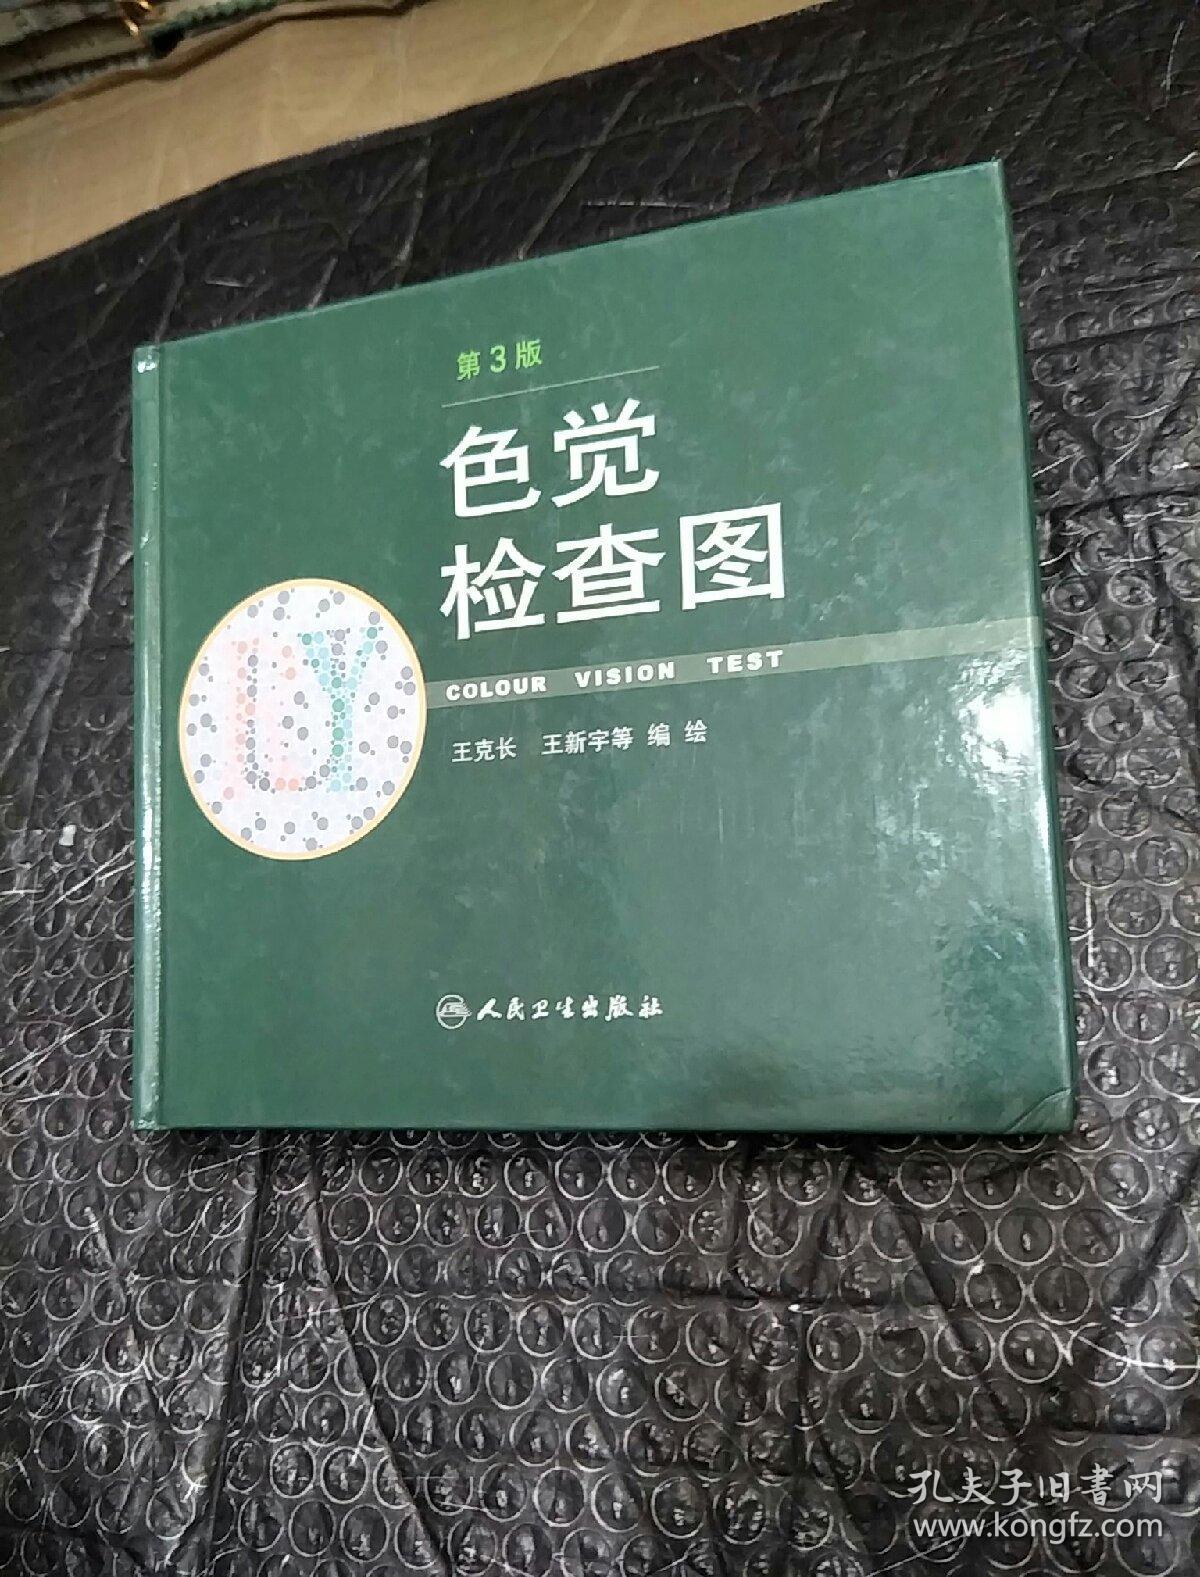 第3版
色觉
检查图
COLOUR VISION TEST
王克长 王新宇等 编 绘
人民卫生出版社
孔夫子旧書网
www.kongfz.com